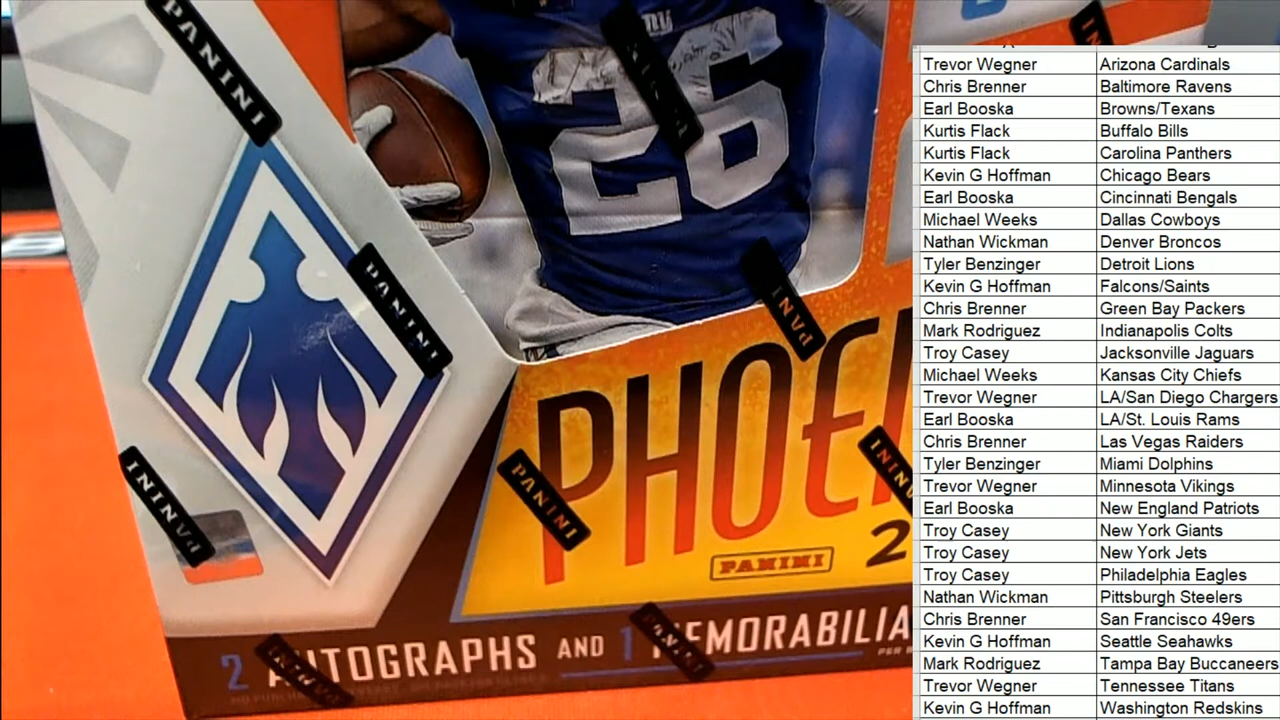 PANINI
26
PANINI
PANINI
PANINI
PANINI
PHOE
PANINI
2
2 AUTOGRAPHS AND 1 MEMORABILIA
Trevor Wegner Arizona Cardinals
Chris Brenner Baltimore Ravens
Earl Booska Browns/Texans
Kurtis Flack Buffalo Bills
Kurtis Flack Carolina Panthers
Kevin G Hoffman Chicago Bears
Earl Booska Cincinnati Bengals
Michael Weeks Dallas Cowboys
Nathan Wickman Denver Broncos
Tyler Benzinger Detroit Lions
Kevin G Hoffman Falcons/Saints
Chris Brenner Green Bay Packers
Mark Rodriguez Indianapolis Colts
Troy Casey Jacksonville Jaguars
Michael Weeks Kansas City Chiefs
Trevor Wegner LA/San Diego Chargers
Earl Booska LA/St. Louis Rams
Chris Brenner Las Vegas Raiders
Tyler Benzinger Miami Dolphins
Trevor Wegner Minnesota Vikings
Earl Booska New England Patriots
Troy Casey New York Giants
Troy Casey New York Jets
Troy Casey Philadelphia Eagles
Nathan Wickman Pittsburgh Steelers
Chris Brenner San Francisco 49ers
Kevin G Hoffman Seattle Seahawks
Mark Rodriguez Tampa Bay Buccaneers
Trevor Wegner Tennessee Titans
Kevin G Hoffman Washington Redskins